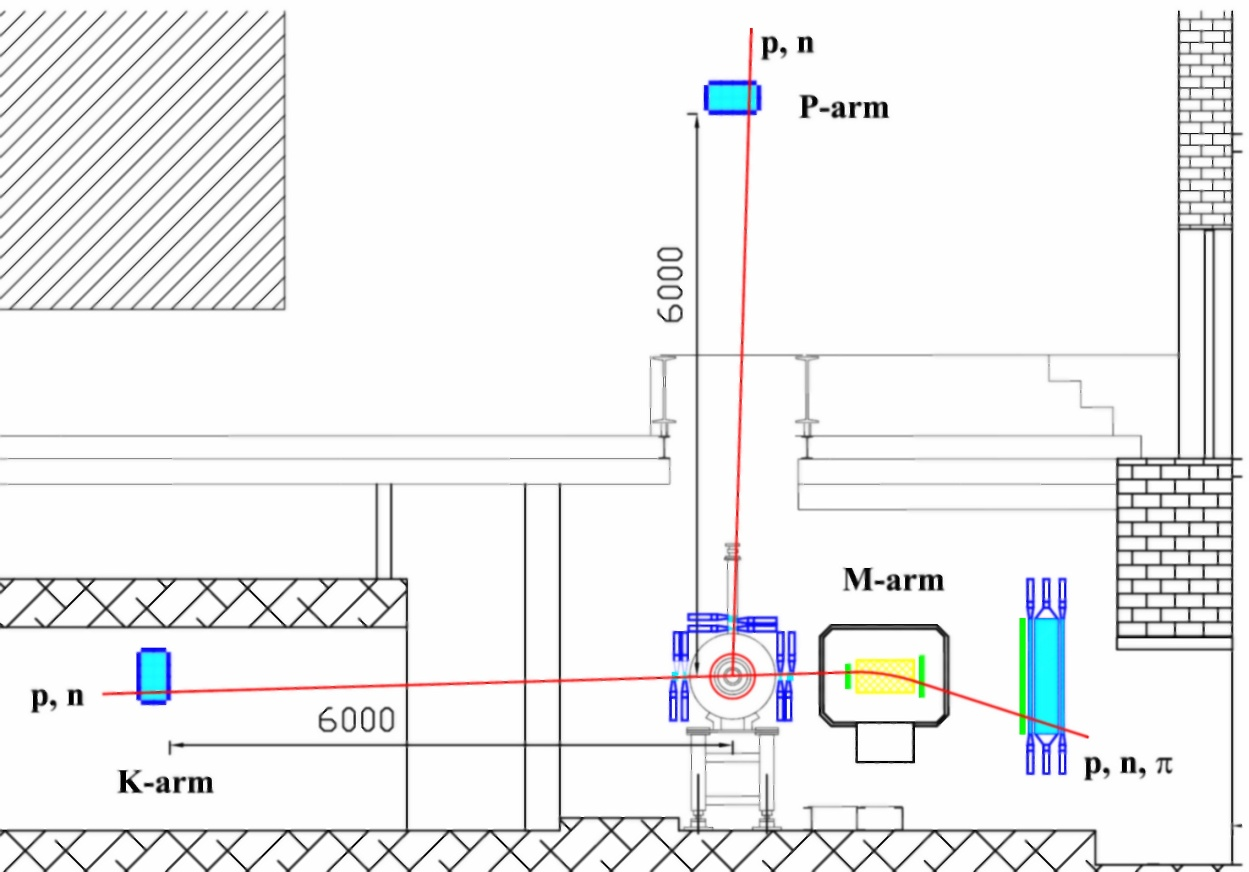 p, n
P-arm
6000
M-arm
p, n
6000
K-arm
p, n, π